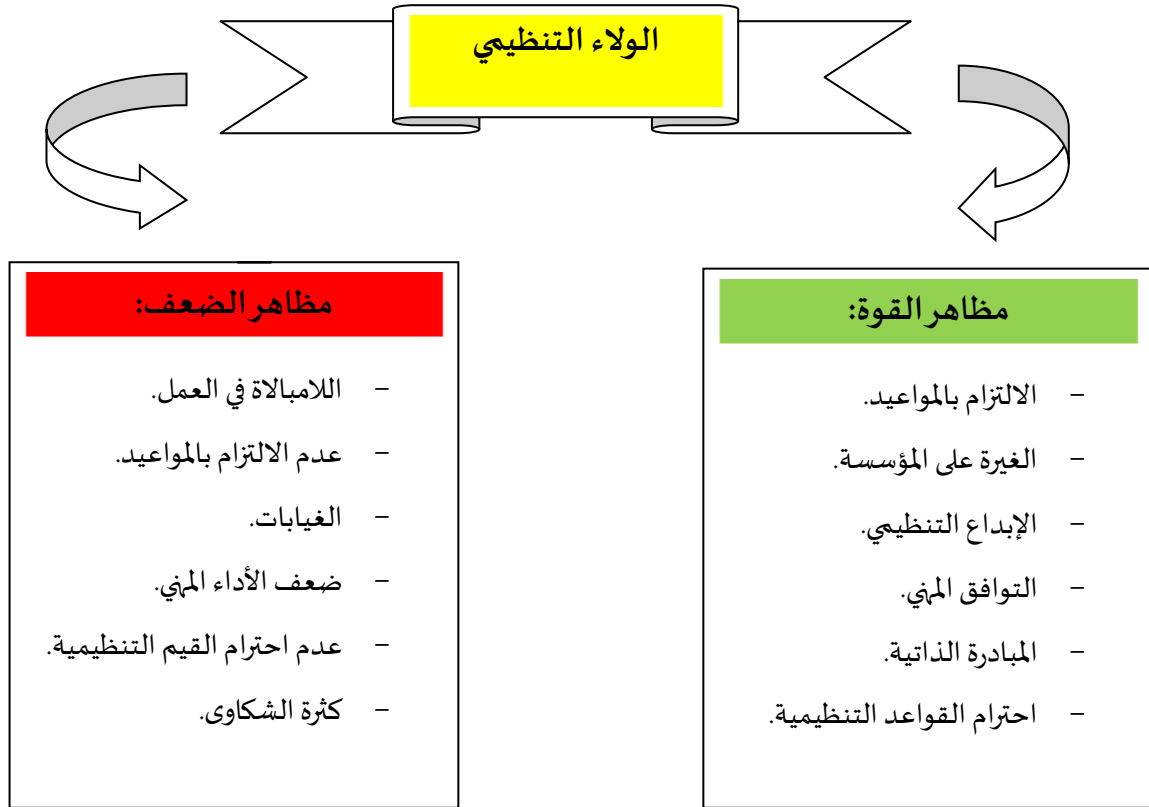 الولاء التنظيمي
مظاهر القوة:
- الالتزام بالمواعيد.
- الغيرة على المؤسسة.
- الإبداع التنظيمي.
- التوافق المهني.
- المبادرة الذاتية.
- احترام القواعد التنظيمية.
مظاهر الضعف:
- اللامبالاة في العمل.
- عدم الالتزام بالمواعيد.
- الغيابات.
- ضعف الأداء المهني.
- عدم احترام القيم التنظيمية.
- كثرة الشكاوى.